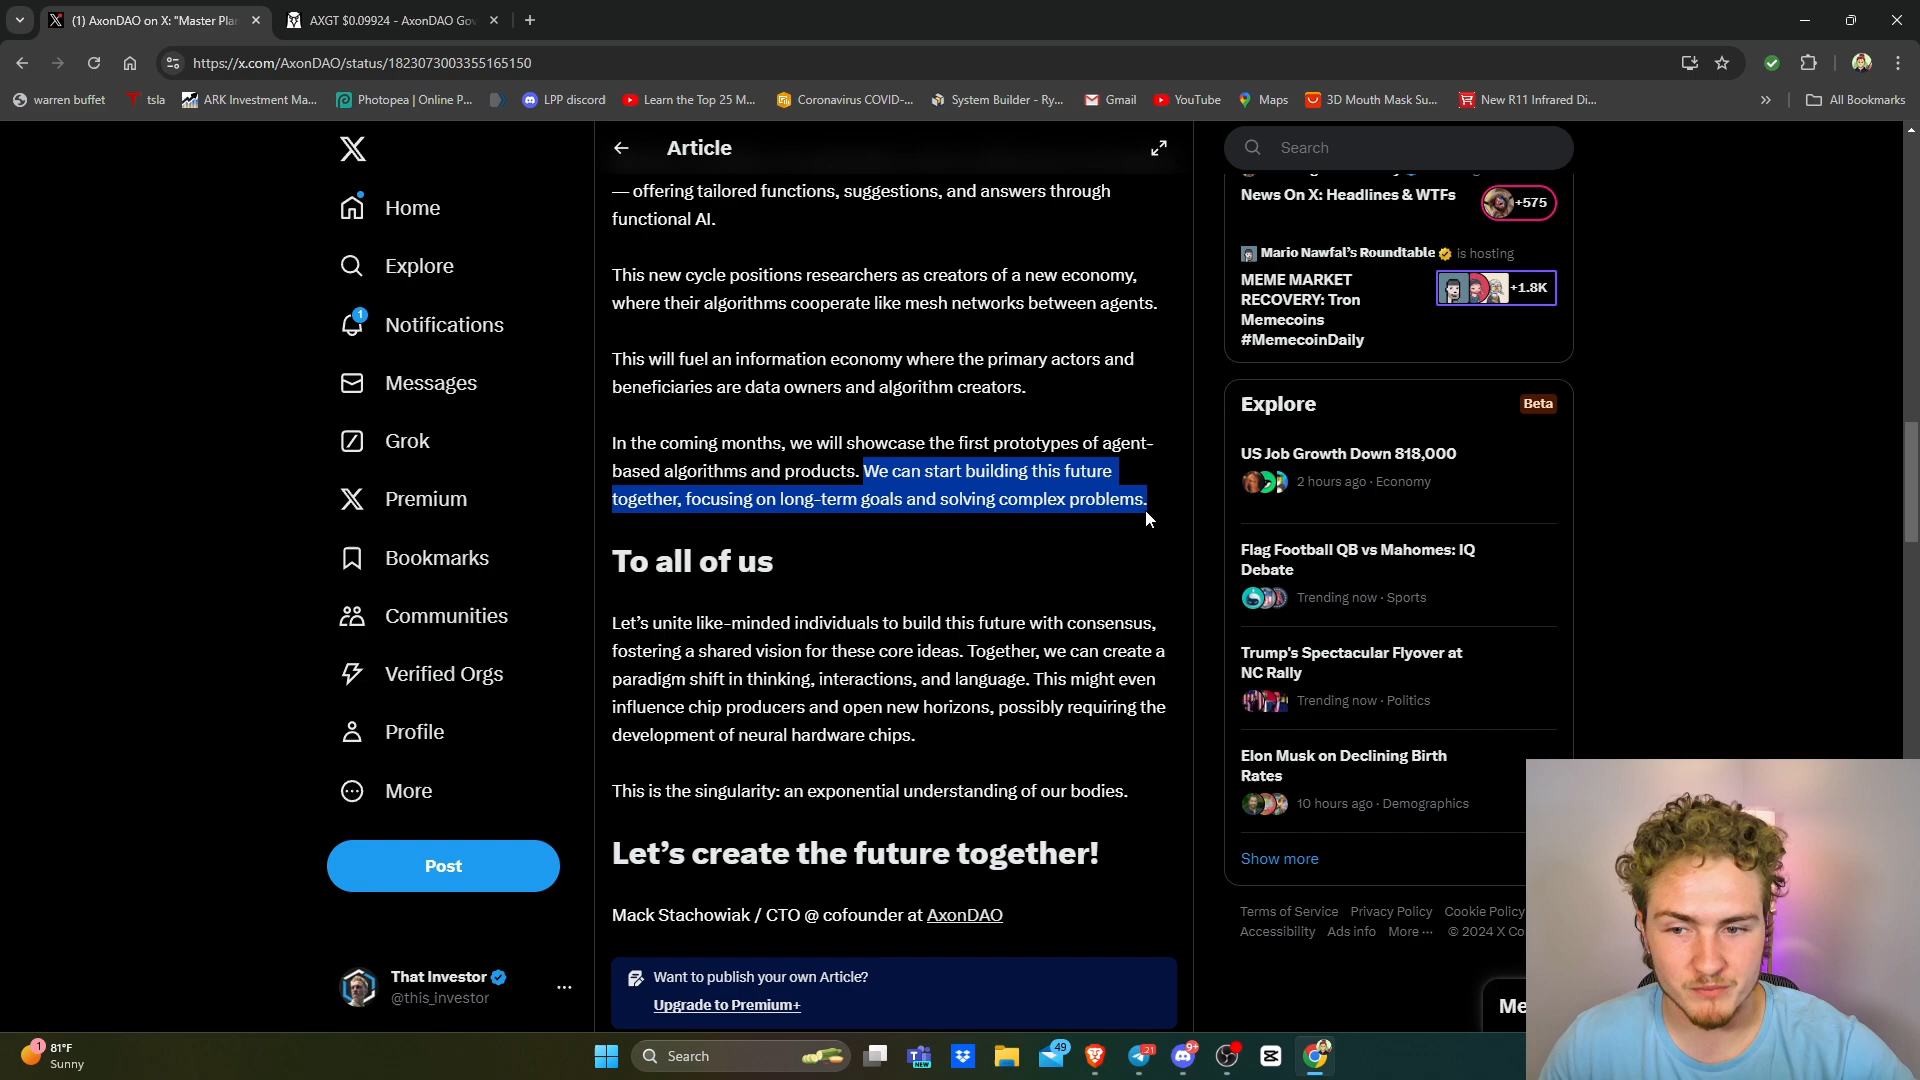 (1) AxonDAO on X: "Master Plan
AXGT $0.09924 - AxonDAO Gov
https://x.com/AxonDAO/status/1823073003355165150
warren buffet
tsla
ARK Investment Ma...
Photopea | Online P...
LPP discord
Learn the Top 25 M...
Coronavirus COVID-...
System Builder - Ry...
Gmail
YouTube
Maps
3D Mouth Mask Su...
New R11 Infrared Di...
All Bookmarks
Home
Explore
1
Notifications
Messages
Grok
Premium
Bookmarks
Communities
Verified Orgs
Profile
More
Post
That Investor
@this_investor
Article
— offering tailored functions, suggestions, and answers through
functional AI.
This new cycle positions researchers as creators of a new economy,
where their algorithms cooperate like mesh networks between agents.
This will fuel an information economy where the primary actors and
beneficiaries are data owners and algorithm creators.
In the coming months, we will showcase the first prototypes of agent-
based algorithms and products. We can start building this future
together, focusing on long-term goals and solving complex problems.
To all of us
Let's unite like-minded individuals to build this future with consensus,
fostering a shared vision for these core ideas. Together, we can create a
paradigm shift in thinking, interactions, and language. This might even
influence chip producers and open new horizons, possibly requiring the
development of neural hardware chips.
This is the singularity: an exponential understanding of our bodies.
Let's create the future together!
Mack Stachowiak / CTO @ cofounder at AxonDAO
Want to publish your own Article?
Upgrade to Premium+
Search
News On X: Headlines & WTFs
+575
Mario Nawfal's Roundtable is hosting
MEME MARKET
RECOVERY: Tron
Memecoins
#MemecoinDaily
+1.8K
Explore
Beta
US Job Growth Down 818,000
2 hours ago · Economy
Flag Football QB vs Mahomes: IQ
Debate
Trending now · Sports
Trump's Spectacular Flyover at
NC Rally
Trending now · Politics
Elon Musk on Declining Birth
Rates
10 hours ago · Demographics
Show more
Terms of Service Privacy Policy Cookie Policy
Accessibility Ads info More ··· © 2024 X Co
Me
1
81°F
Sunny
Search
NEW
49
21
9+